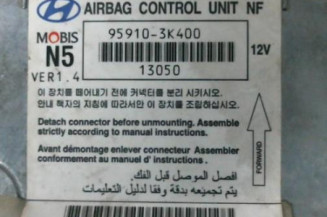 AIRBAG CONTROL UNIT NF
MOBIS
95910-3K400
N5
12V
VER1.4
13050
이 장치를 떼어내기 전에 커넥터를 분리 시키시오.
안내 책자의 지침에 따라서만 이 장치를 조립하십시오.
Detach connector before unmounting. Assemble
strictly according to manual instructions.
Avant démontage enlever connecteur Assembler
conformement au manuel d' instructions .
FORWARD
افصل الموصل قبل الفك.
يتم تجميعه بدقة وفقا لدليل التعليمات